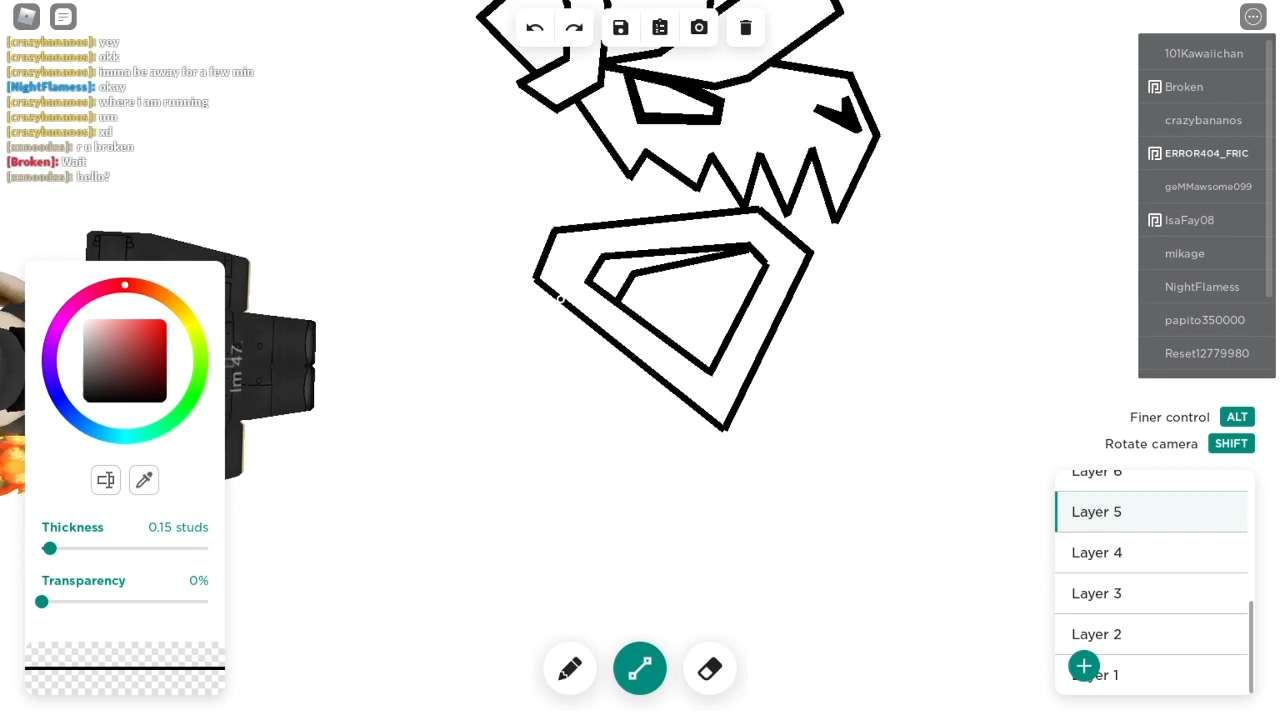 [crazybananos]: yey
[crazybananos]: okk
[crazybananos]: imma be away for a few min
[NightFlamess]: okay
[crazybananos]: where i am running
[crazybananos]: um
[crazybananos]: xd
r u broken
[Broken]: Wait
hello?
101Kawaiichan
Broken
crazybananos
ERROR404_FRIC
geMMawsome099
IsaFay08
mikage
NightFlamess
papito350000
Reset12779980
Im 47.
Finer control ALT
Rotate camera SHIFT
Thickness 0.15 studs
Transparency 0%
Layer 6
Layer 5
Layer 4
Layer 3
Layer 2
er 1